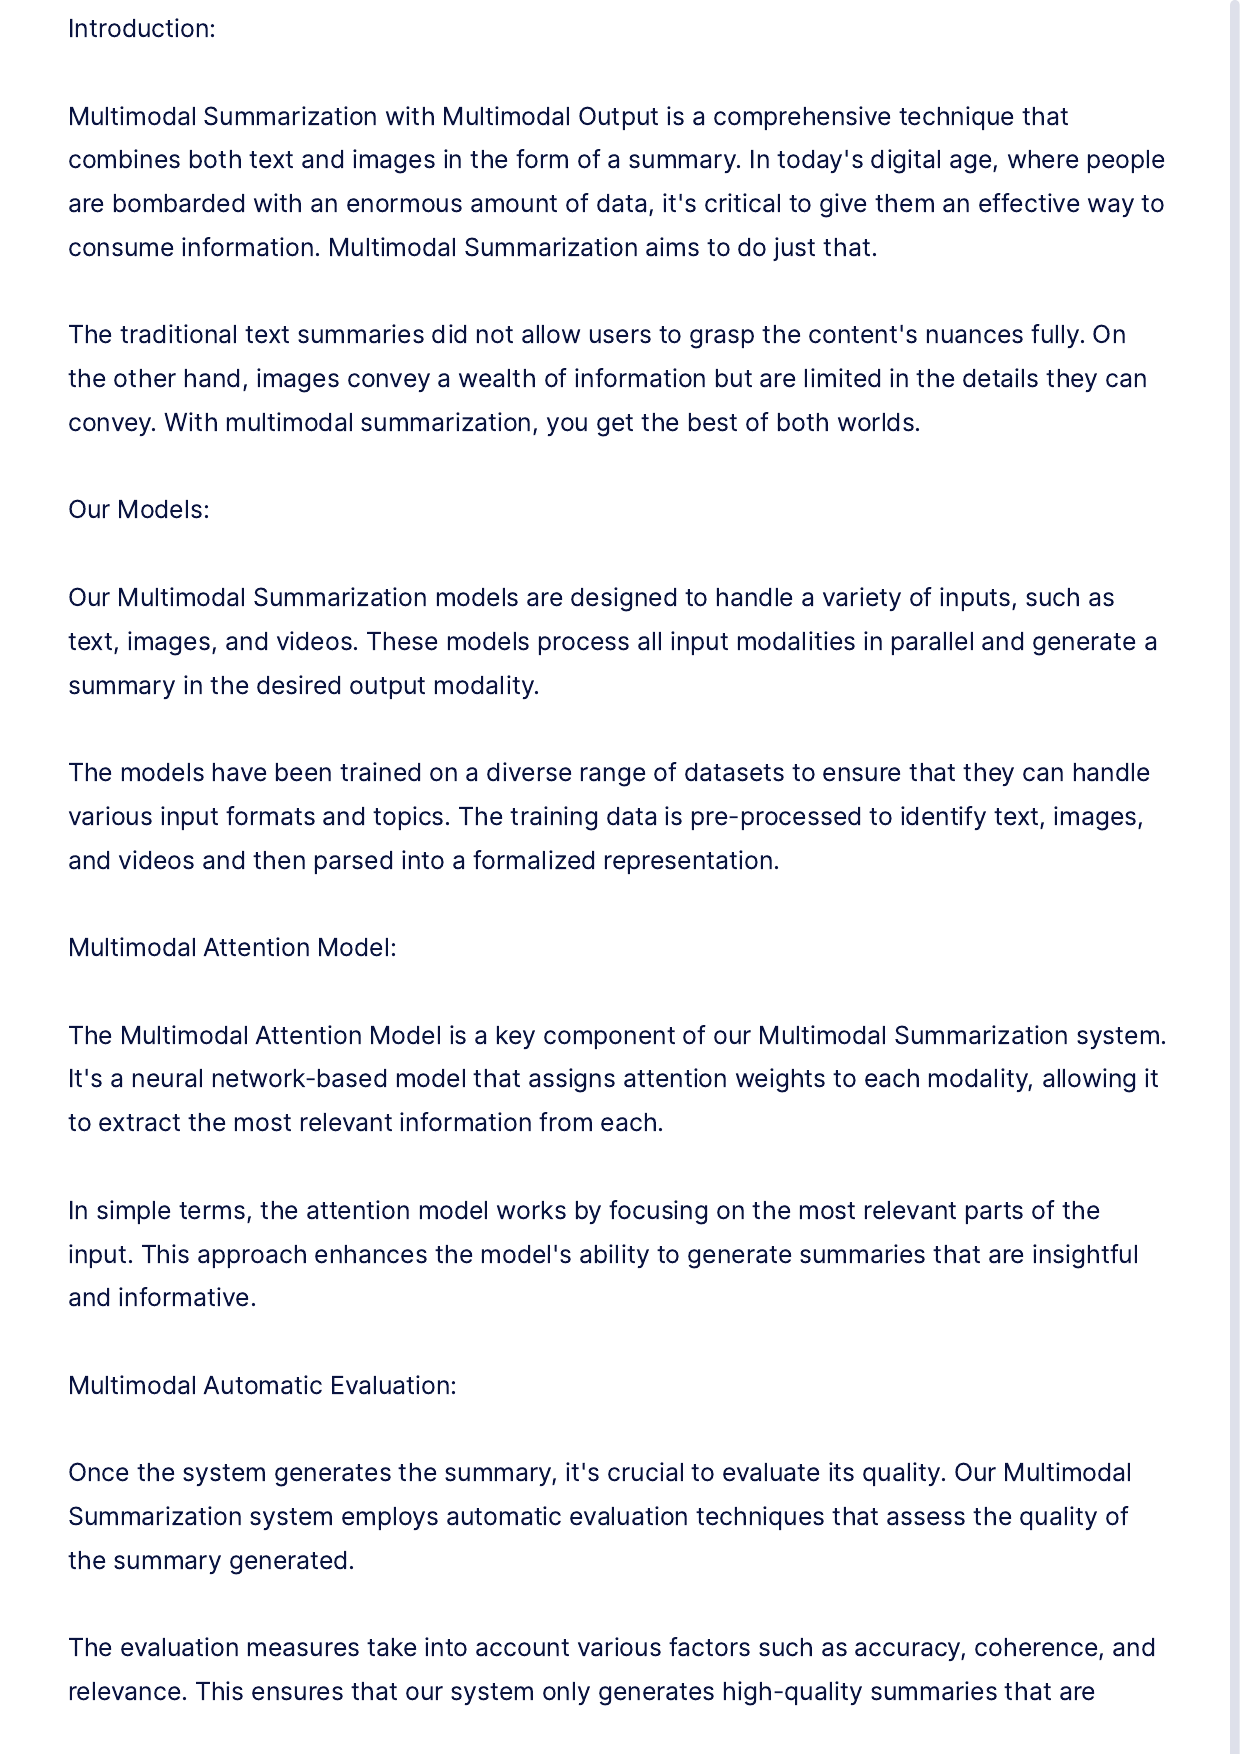 Introduction:
Multimodal Summarization with Multimodal Output is a comprehensive technique that
combines both text and images in the form of a summary. In today's digital age, where people
are bombarded with an enormous amount of data, it's critical to give them an effective way to
consume information. Multimodal Summarization aims to do just that.
The traditional text summaries did not allow users to grasp the content's nuances fully. On
the other hand, images convey a wealth of information but are limited in the details they can
convey. With multimodal summarization, you get the best of both worlds.
Our Models:
Our Multimodal Summarization models are designed to handle a variety of inputs, such as
text, images, and videos. These models process all input modalities in parallel and generate a
summary in the desired output modality.
The models have been trained on a diverse range of datasets to ensure that they can handle
various input formats and topics. The training data is pre-processed to identify text, images,
and videos and then parsed into a formalized representation.
Multimodal Attention Model:
The Multimodal Attention Model is a key component of our Multimodal Summarization system.
It's a neural network-based model that assigns attention weights to each modality, allowing it
to extract the most relevant information from each.
In simple terms, the attention model works by focusing on the most relevant parts of the
input. This approach enhances the model's ability to generate summaries that are insightful
and informative.
Multimodal Automatic Evaluation:
Once the system generates the summary, it's crucial to evaluate its quality. Our Multimodal
Summarization system employs automatic evaluation techniques that assess the quality of
the summary generated.
The evaluation measures take into account various factors such as accuracy, coherence, and
relevance. This ensures that our system only generates high-quality summaries that are